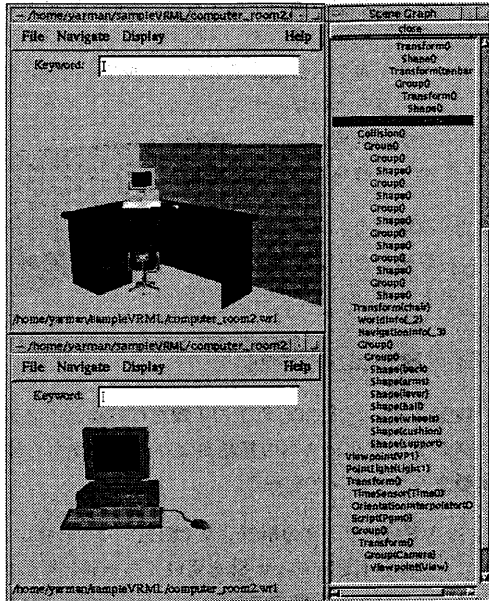 /home/yarman/sampleVRML/computer_room2.
File Navigate Display Help
Keyword:
/home/yarman/sampleVRML/computer_room2.wrl
/home/yarman/sampleVRML/computer_room2
File Navigate Display Help
Keyword:
/home/yarman/sampleVRML/computer_room2.wrl
Scene Graph
close
Transform()
Shape()
Transform(tenbar
Group()
Transform()
Shape()
Collision()
Group()
Group()
Shape()
Group()
Shape()
Group()
Shape()
Group()
Shape()
Group()
Shape()
Group()
Shape()
Transform(chair)
WorldInfo(_2)
NavigationInfo(_3)
Group()
Group()
Shape(back)
Shape(arms)
Shape(lever)
Shape(ball)
Shape(wheels)
Shape(cushion)
Shape(support)
Viewpoint(VP1)
PointLight(Light1)
Transform()
TimeSensor(Time0)
OrientationInterpolator(O
Script(Pgm0)
Group()
Transform()
Group(Camera)
Viewpoint(View)